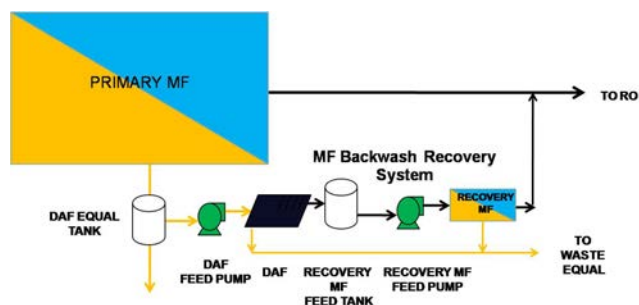 PRIMARY MF
TO RO
MF Backwash Recovery
System
RECOVERY
MF
DAF EQUAL
TANK
TO
WASTE
EQUAL
DAF
FEED PUMP
DAF
RECOVERY
MF
FEED TANK
RECOVERY MF
FEED PUMP